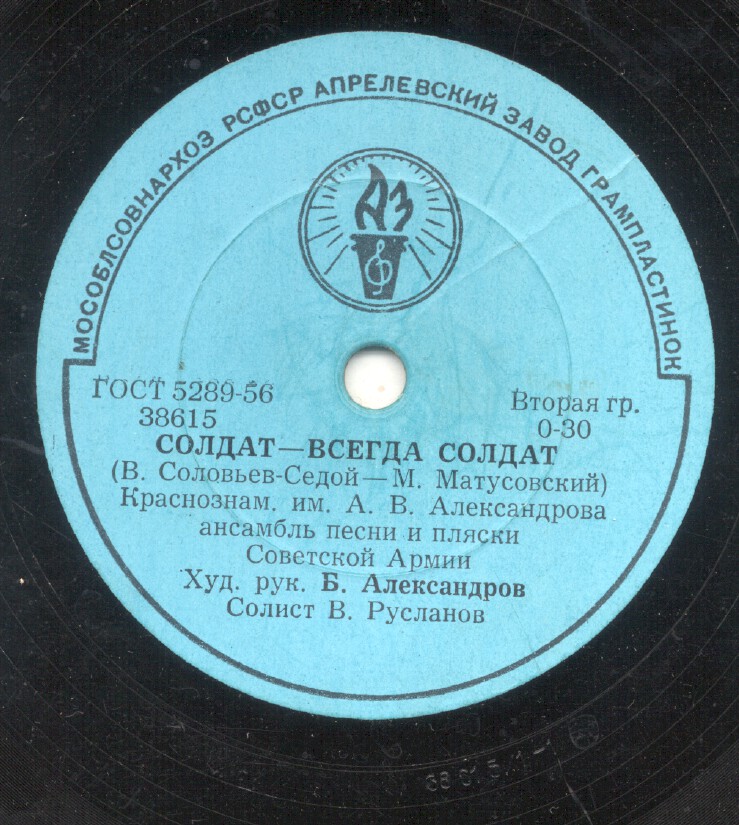 МОСОБЛСОВНАРХОЗ РСФСР АПРЕЛЕВСКИЙ ЗАВОД ГРАМПЛАСТИНОК
АЗ
ГОСТ 5289-56
38615
Вторая гр.
0-30
СОЛДАТ — ВСЕГДА СОЛДАТ
(В. Соловьев-Седой — М. Матусовский)
Краснознам. им. А. В. Александрова
ансамбль песни и пляски
Советской Армии
Худ. рук. Б. Александров
Солист В. Русланов